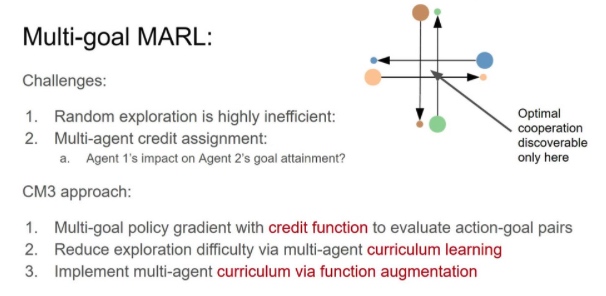 Multi-goal MARL:
Challenges:
1. Random exploration is highly inefficient:
2. Multi-agent credit assignment:
a. Agent 1's impact on Agent 2's goal attainment?
Optimal
cooperation
discoverable
only here
CM3 approach:
1. Multi-goal policy gradient with credit function to evaluate action-goal pairs
2. Reduce exploration difficulty via multi-agent curriculum learning
3. Implement multi-agent curriculum via function augmentation